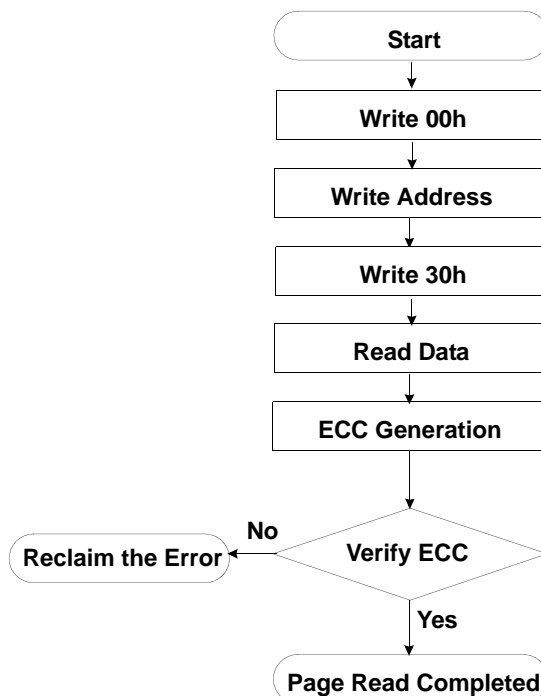 Start
Write 00h
Write Address
Write 30h
Read Data
ECC Generation
No
Reclaim the Error
Verify ECC
Yes
Page Read Completed